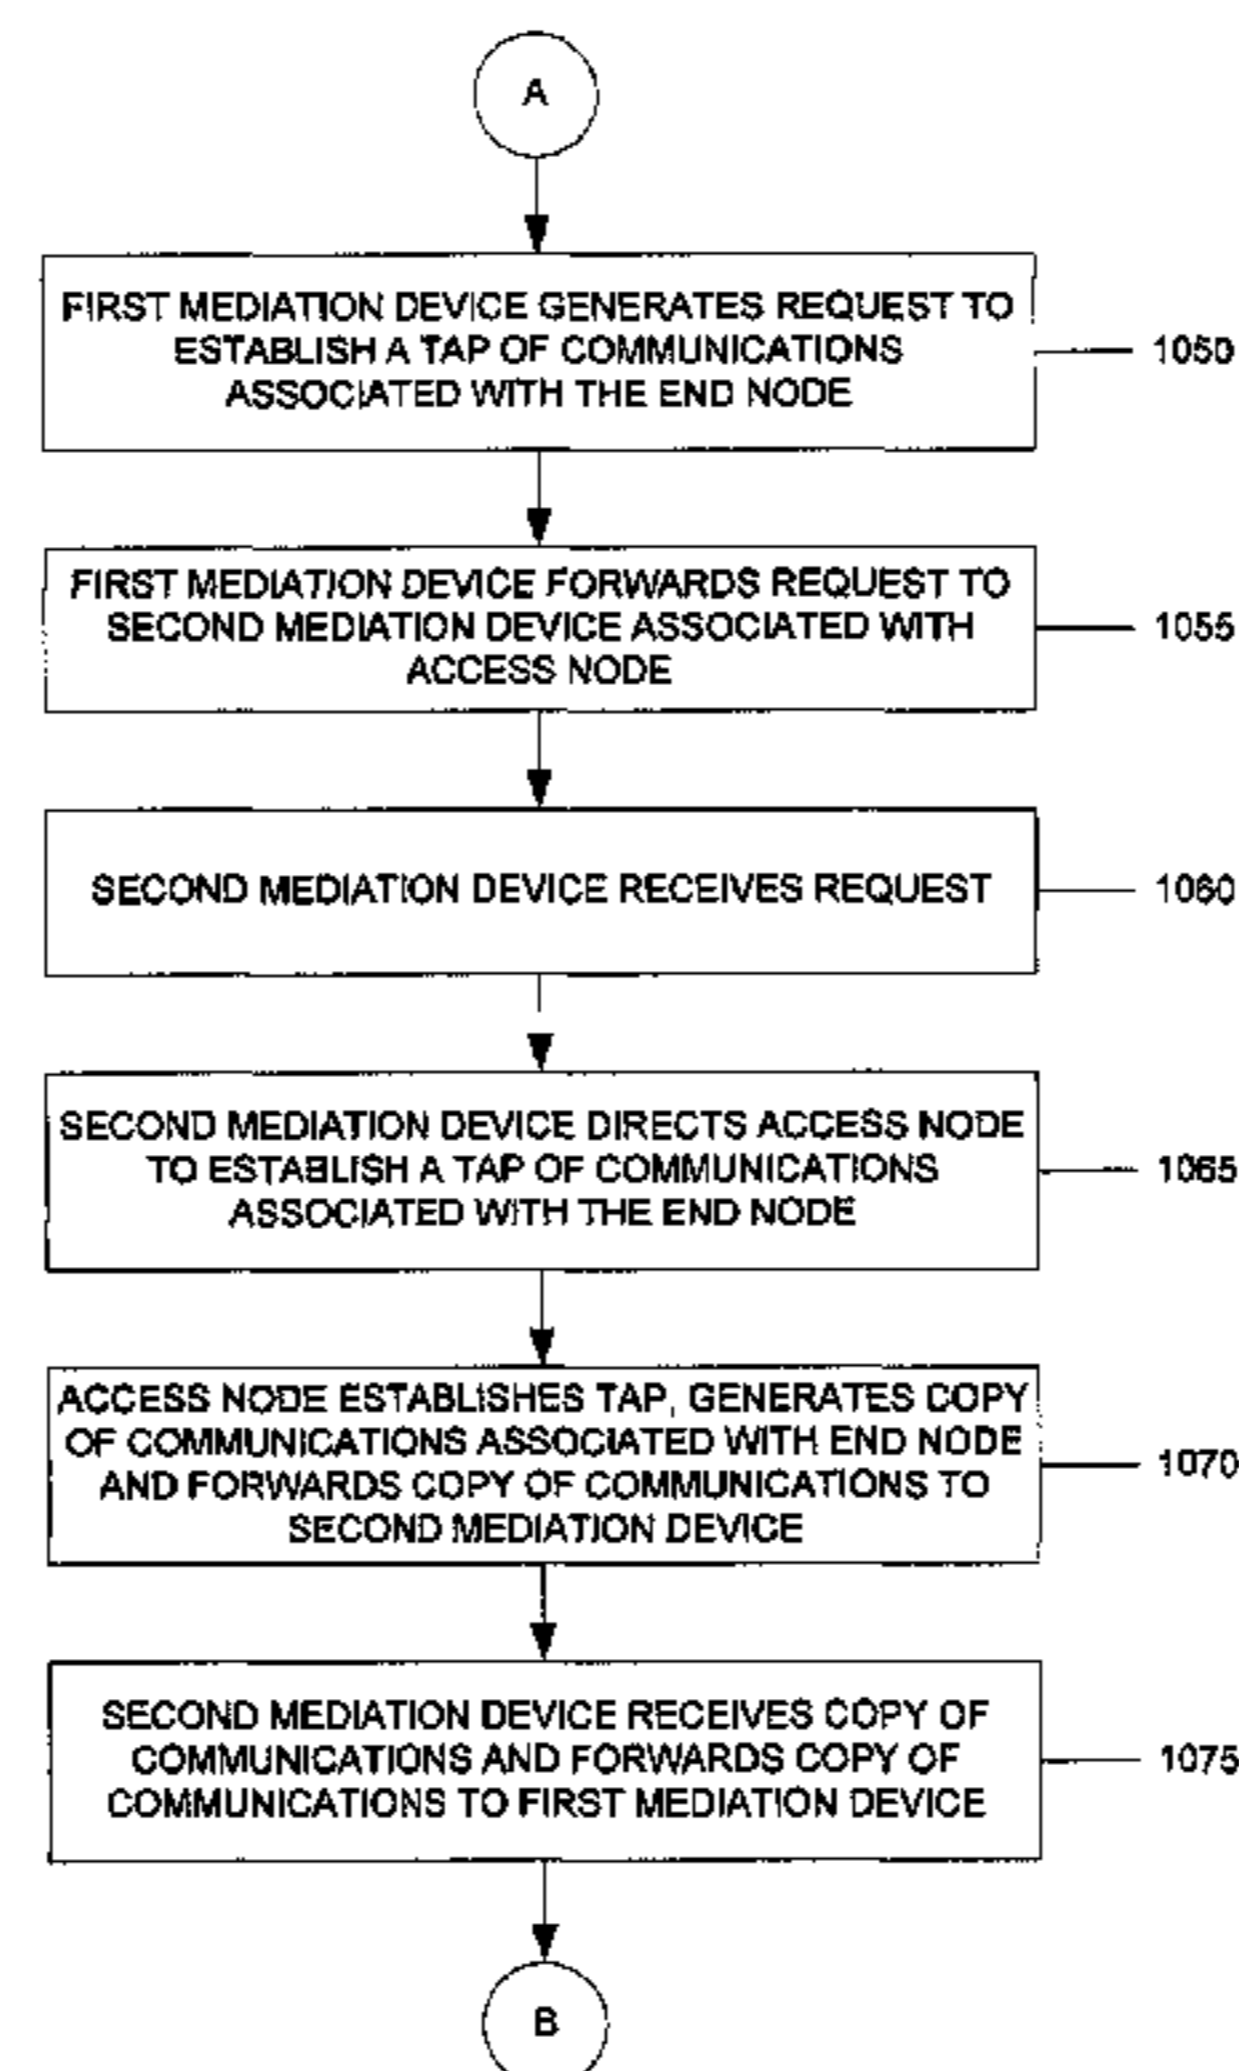 A
FIRST MEDIATION DEVICE GENERATES REQUEST TO
ESTABLISH A TAP OF COMMUNICATIONS
ASSOCIATED WITH THE END NODE
1050
FIRST MEDIATION DEVICE FORWARDS REQUEST TO
SECOND MEDIATION DEVICE ASSOCIATED WITH
ACCESS NODE
1055
SECOND MEDIATION DEVICE RECEIVES REQUEST
1060
SECOND MEDIATION DEVICE DIRECTS ACCESS NODE
TO ESTABLISH A TAP OF COMMUNICATIONS
ASSOCIATED WITH THE END NODE
1065
ACCESS NODE ESTABLISHES TAP, GENERATES COPY
OF COMMUNICATIONS ASSOCIATED WITH END NODE
AND FORWARDS COPY OF COMMUNICATIONS TO
SECOND MEDIATION DEVICE
1070
SECOND MEDIATION DEVICE RECEIVES COPY OF
COMMUNICATIONS AND FORWARDS COPY OF
COMMUNICATIONS TO FIRST MEDIATION DEVICE
1075
B